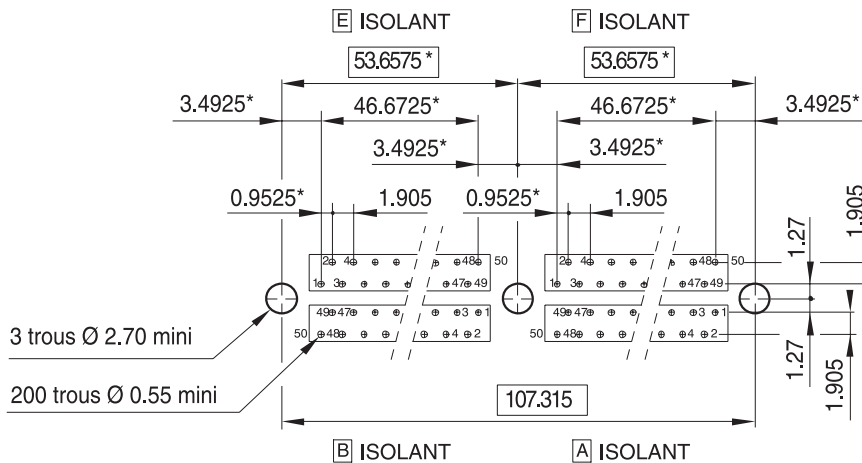 E ISOLANT F ISOLANT
53.6575 * 53.6575 *
3.4925* 46.6725* 46.6725* 3.4925*
3.4925* 3.4925*
0.9525* 1.905 0.9525* 1.905
1.905
1.27
2 4 48 50 2 4 48 50
1 3 47 49 1 3 47 49
49 47 3 1 49 47 3 1
50 48 4 2 50 48 4 2
3 trous Ø 2.70 mini
1.27
1.905
200 trous Ø 0.55 mini
107.315
B ISOLANT A ISOLANT